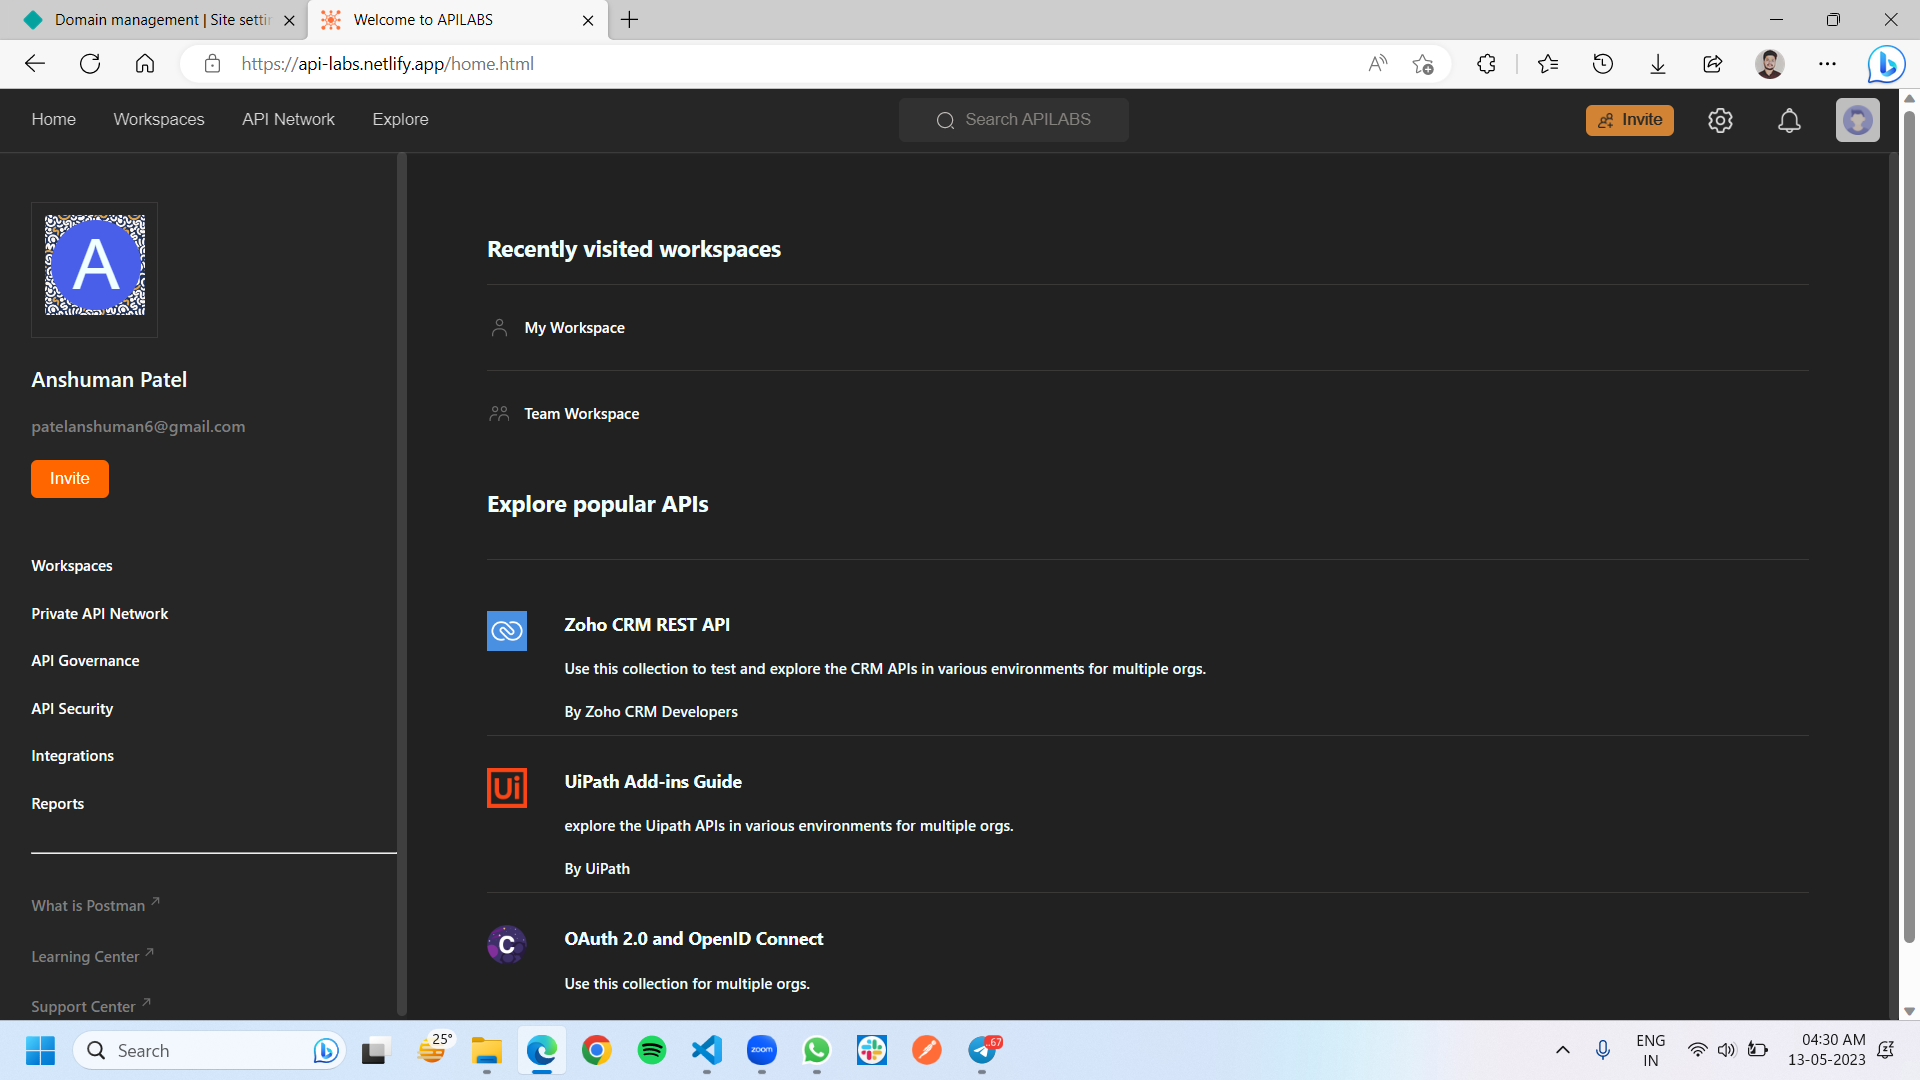 Domain management | Site setti
Welcome to APILABS
https://api-labs.netlify.app/home.html
Home
Workspaces
API Network
Explore
Search APILABS
Invite
A
Anshuman Patel
patelanshuman6@gmail.com
Invite
Workspaces
Private API Network
API Governance
API Security
Integrations
Reports
What is Postman
Learning Center
Support Center
Recently visited workspaces
My Workspace
Team Workspace
Explore popular APIs
Zoho CRM REST API
Use this collection to test and explore the CRM APIs in various environments for multiple orgs.
By Zoho CRM Developers
Ui
UiPath Add-ins Guide
explore the Uipath APIs in various environments for multiple orgs.
By UiPath
C
OAuth 2.0 and OpenID Connect
Use this collection for multiple orgs.
Search
25°
zoom
..67
ENG
IN
04:30 AM
13-05-2023